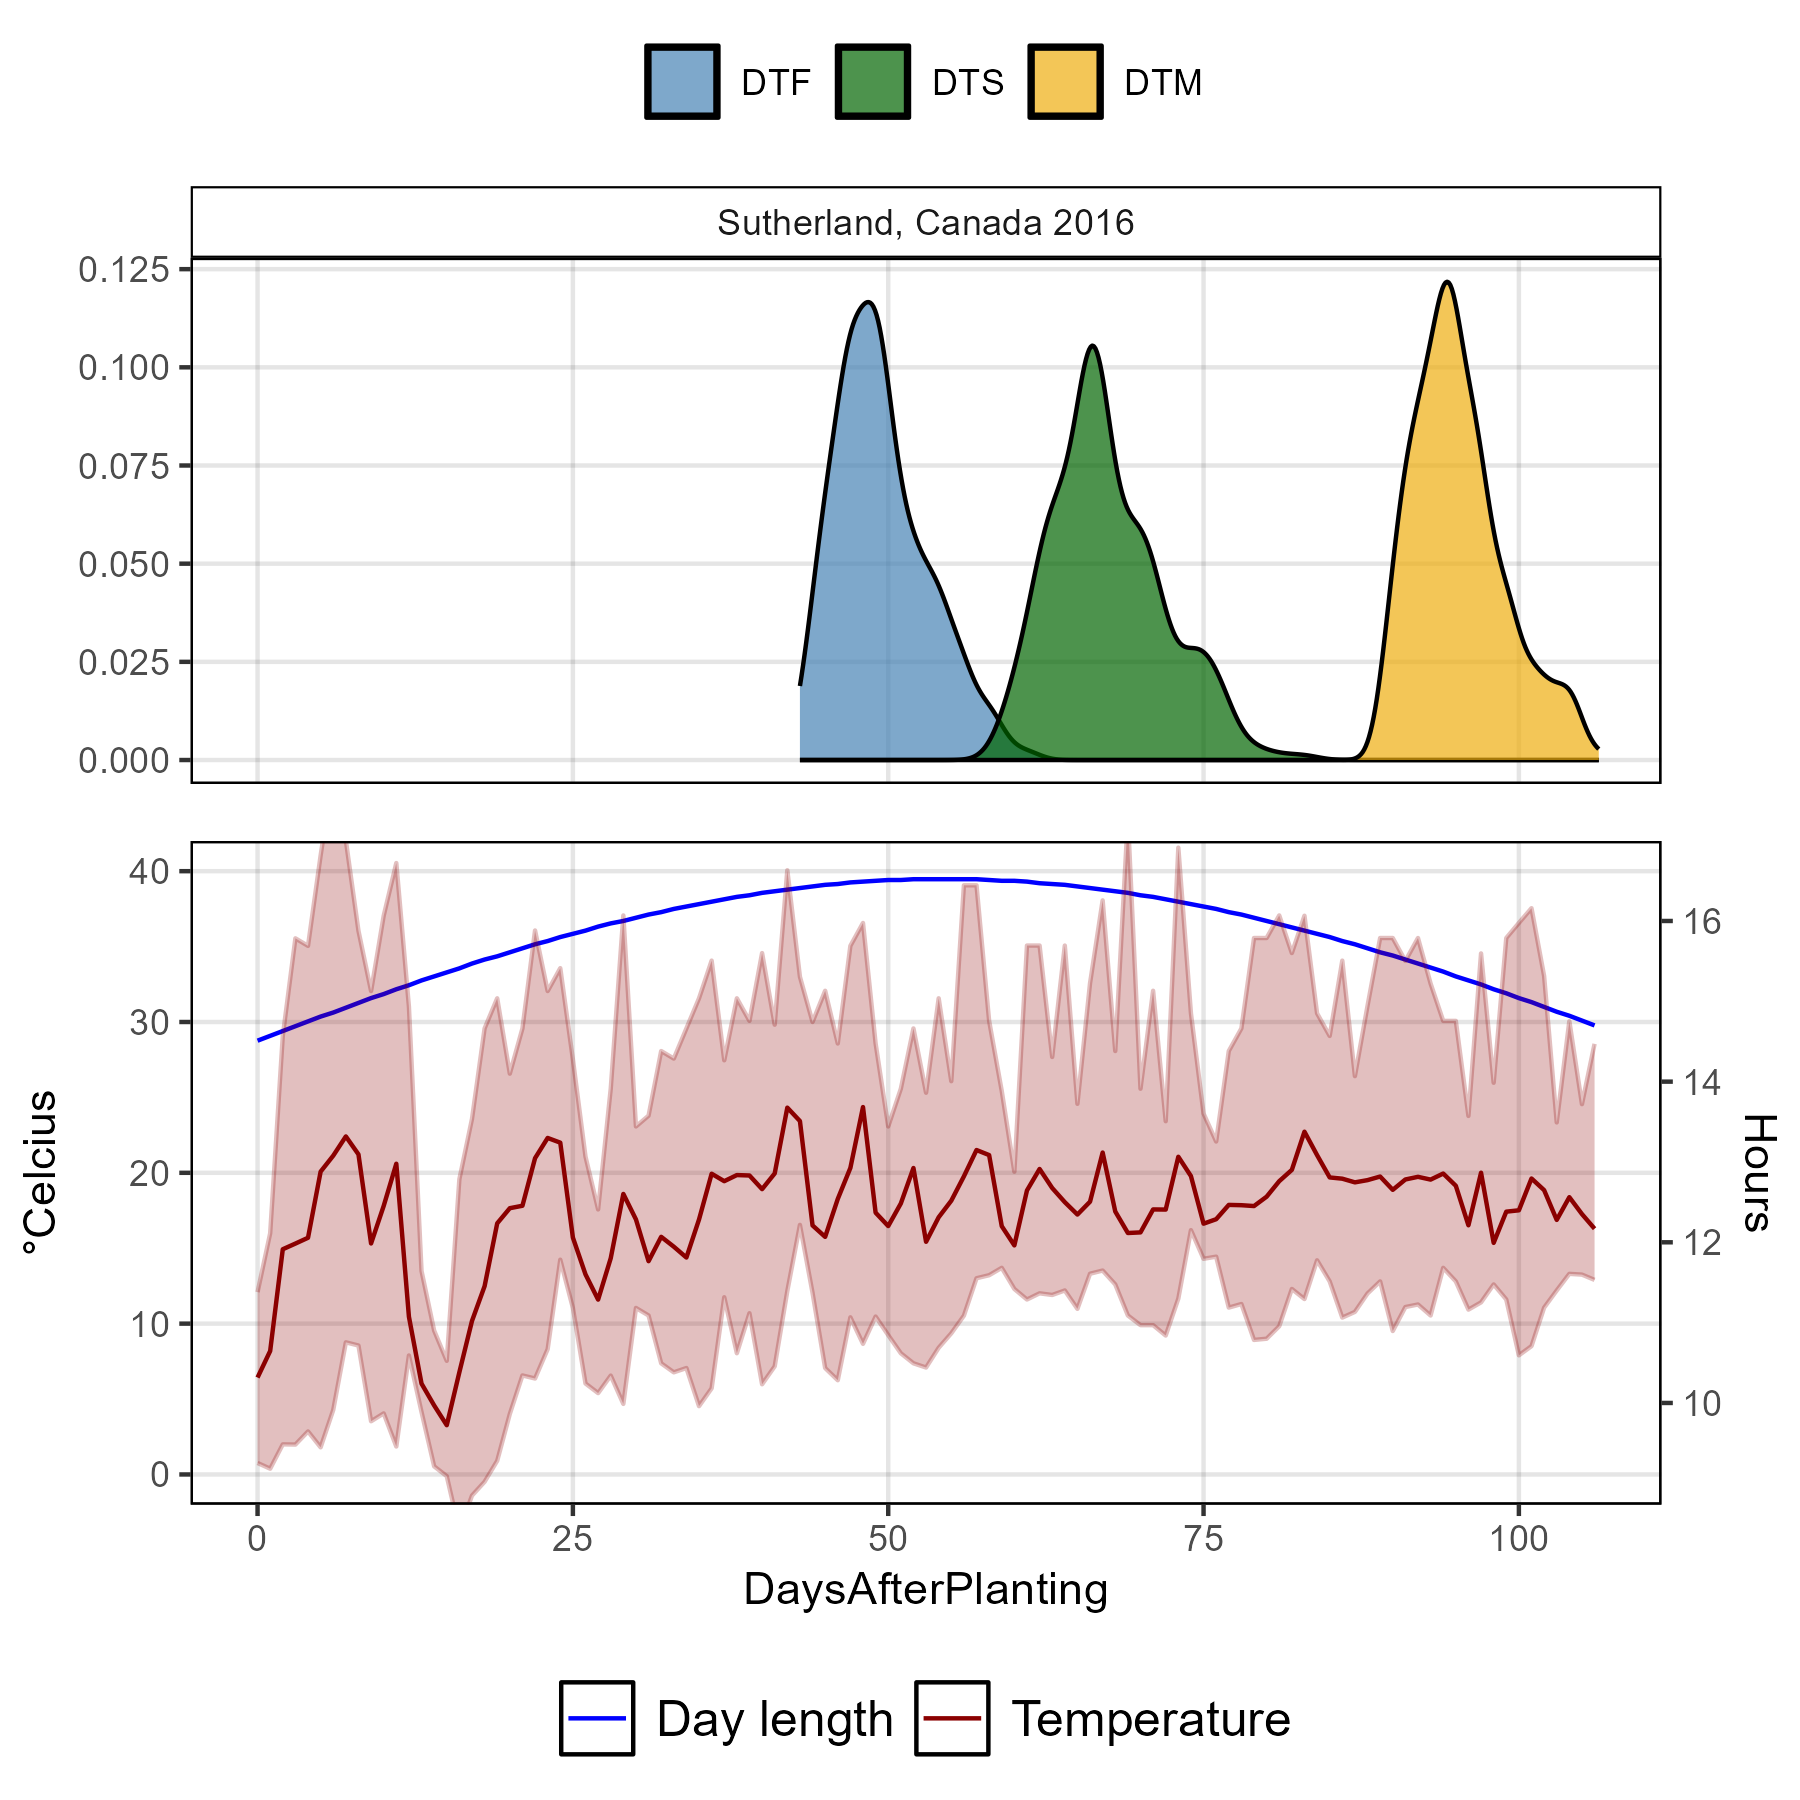 DTF DTS DTM
Sutherland, Canada 2016
0.125
0.100
0.075
0.050
0.025
0.000
40
30
20
10
0
°Celcius
16
14
12
10
Hours
0 25 50 75 100
DaysAfterPlanting
Day length Temperature